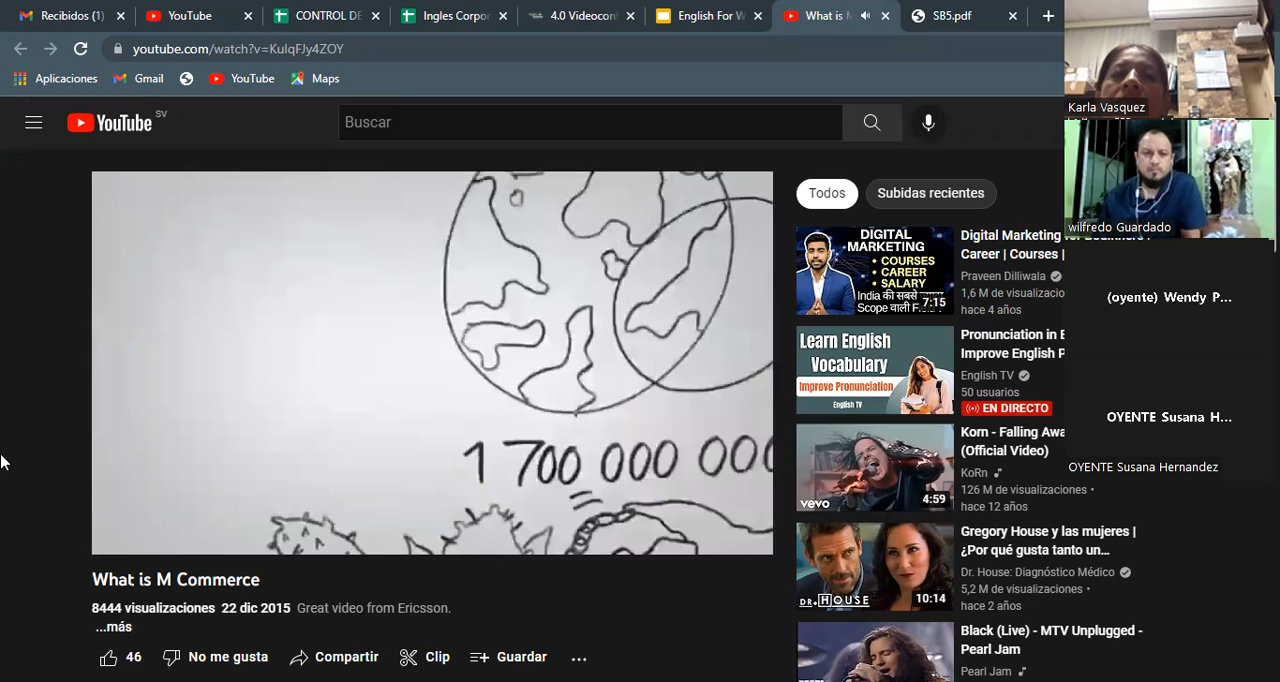 Recibidos (1)
YouTube
CONTROL DE
Ingles Corpor
4.0 Videoconf
English For W
What is M
SB5.pdf
youtube.com/watch?v=KulqFJy4ZOY
Aplicaciones
Gmail
YouTube
Maps
YouTube SV
Buscar
1 700 000 000
What is M Commerce
8444 visualizaciones 22 dic 2015 Great video from Ericsson.
...más
46
No me gusta
Compartir
Clip
Guardar
Todos
Subidas recientes
DIGITAL
MARKETING
• COURSES
• CAREER
• SALARY
7:15
Digital Marketing for Beginners
Career | Courses |
Praveen Dilliwala
1,6 M de visualizacio
hace 4 años
Learn English
Vocabulary
Improve Pronunciation
English TV
Pronunciation in E
Improve English P
English TV
50 usuarios
EN DIRECTO
vevo
4:59
Korn - Falling Awa
(Official Video)
KoRn
126 M de visualizaciones •
hace 12 años
DR. HOUSE
10:14
Gregory House y las mujeres |
¿Por qué gusta tanto un...
Dr. House: Diagnóstico Médico
5,2 M de visualizaciones •
hace 2 años
Black (Live) - MTV Unplugged -
Pearl Jam
Pearl Jam
Karla Vasquez
wilfredo Guardado
(oyente) Wendy P...
OYENTE Susana H...
OYENTE Susana Hernandez